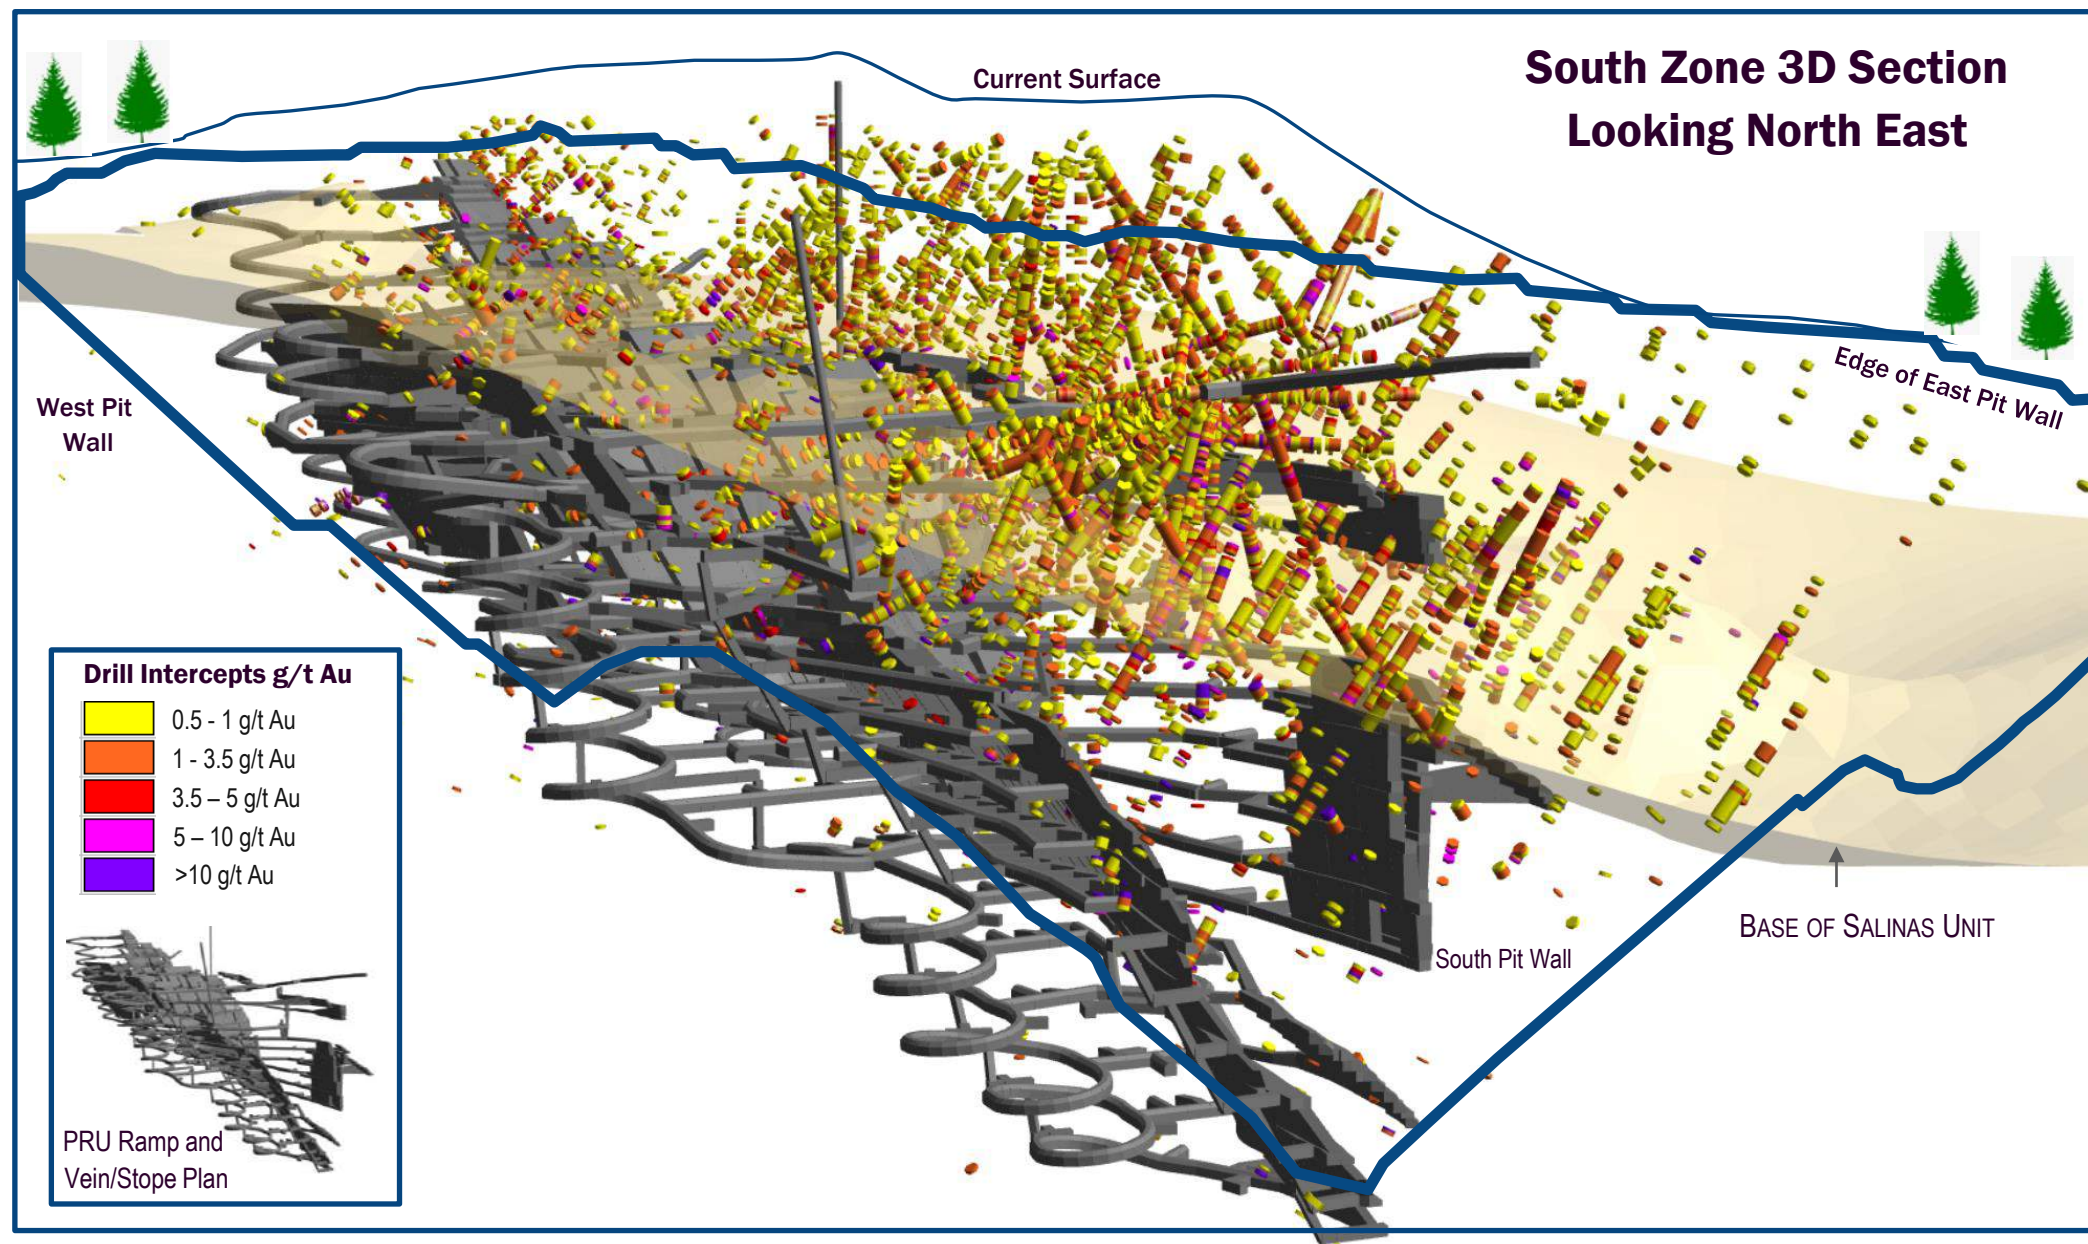 South Zone 3D Section
Looking North East
Current Surface
Edge of East Pit Wall
West Pit
Wall
Drill Intercepts g/t Au
0.5 - 1 g/t Au
1 - 3.5 g/t Au
3.5 – 5 g/t Au
5 – 10 g/t Au
>10 g/t Au
PRU Ramp and
Vein/Stope Plan
South Pit Wall
BASE OF SALINAS UNIT